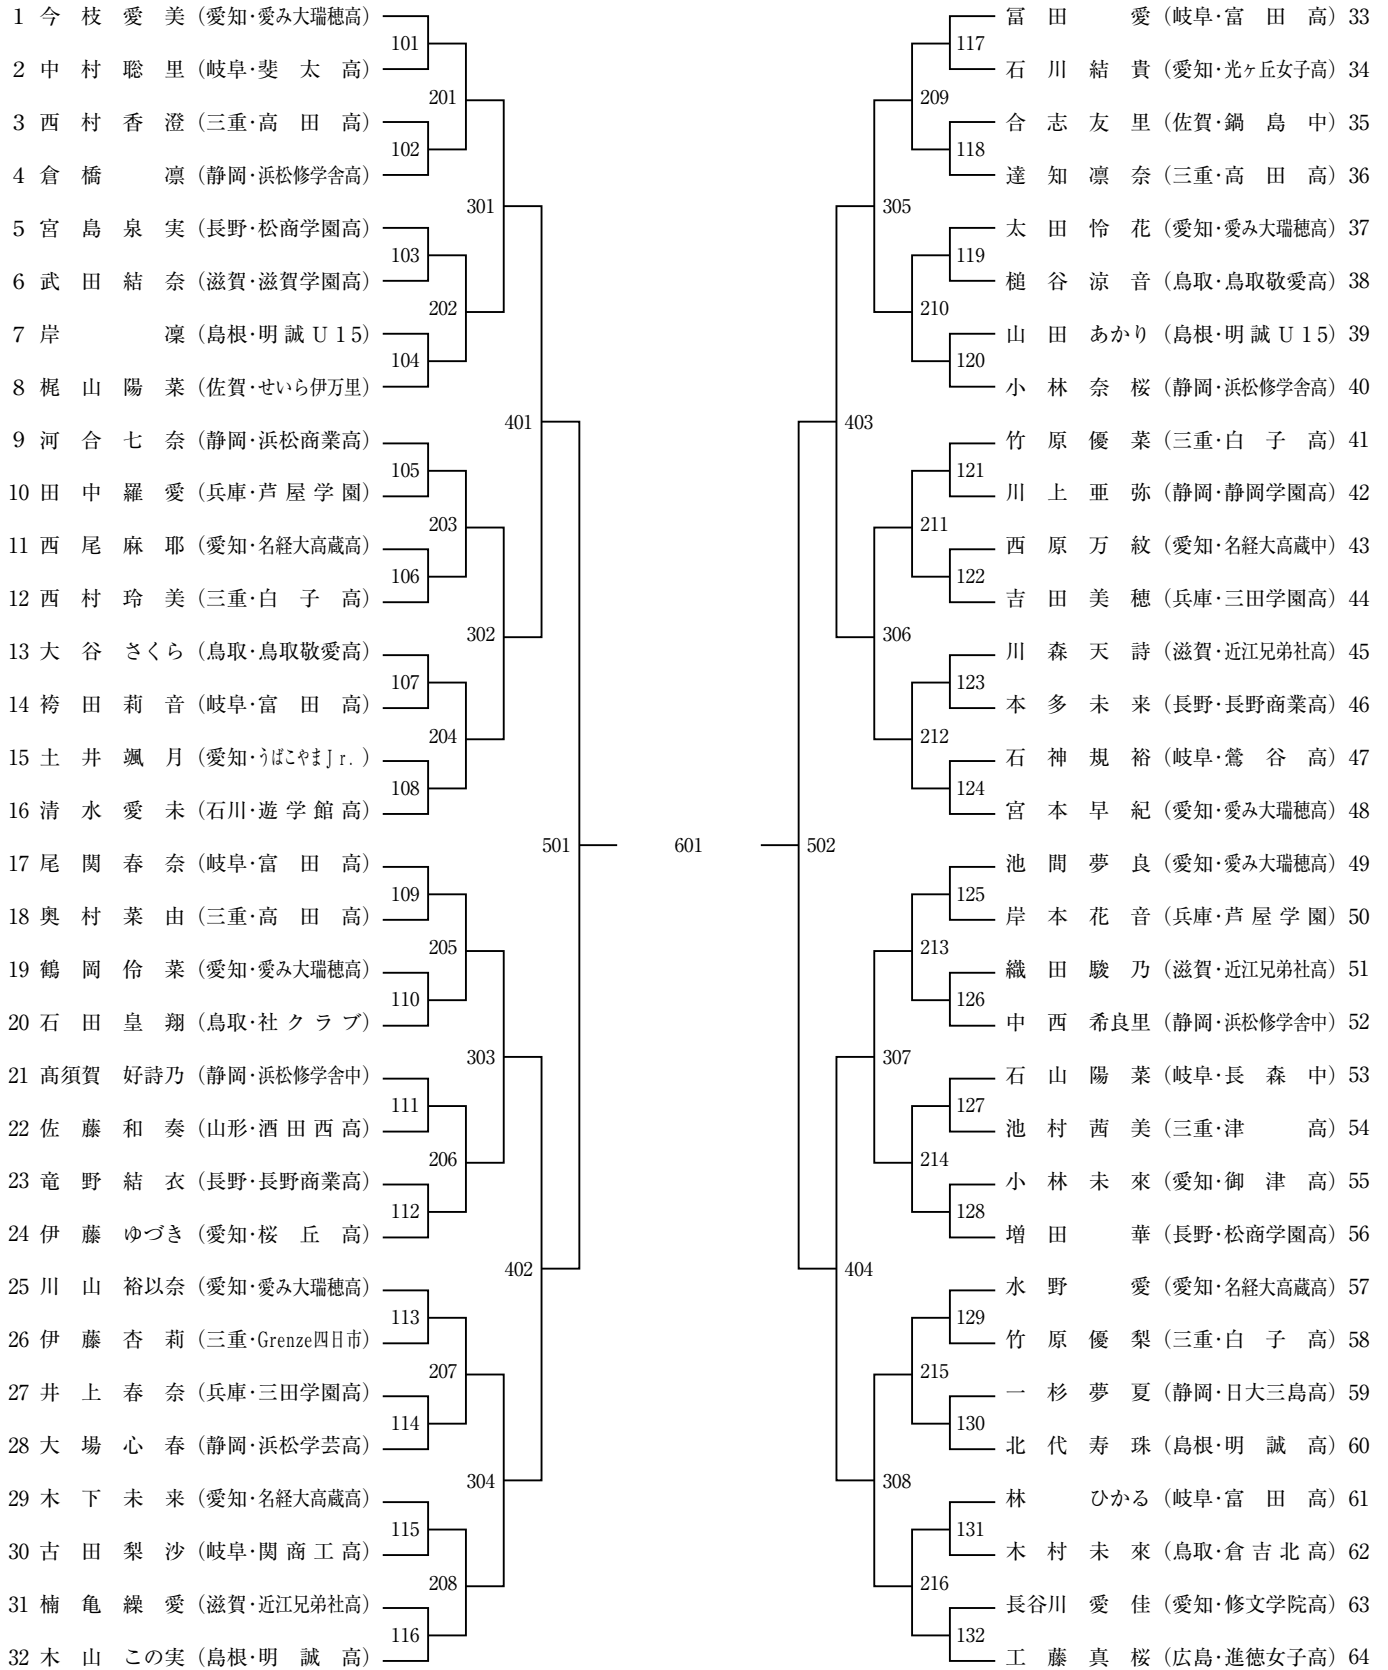 1 今 枝 愛 美 (愛知・愛み大瑞穂高)
101
2 中 村 聡 里 (岐阜・斐 太 高)
201
3 西 村 香 澄 (三重・高 田 高)
102
4 倉 橋 凛 (静岡・浜松修学舎高)
301
5 宮 島 泉 実 (長野・松商学園高)
103
6 武 田 結 奈 (滋賀・滋賀学園高)
202
7 岸 凜 (島根・明 誠 U 1 5)
104
8 梶 山 陽 菜 (佐賀・せいら伊万里)
401
9 河 合 七 奈 (静岡・浜松商業高)
105
10 田 中 羅 愛 (兵庫・芦 屋 学 園)
203
11 西 尾 麻 耶 (愛知・名経大高蔵高)
106
12 西 村 玲 美 (三重・白 子 高)
302
13 大 谷 さくら (鳥取・鳥取敬愛高)
107
14 袴 田 莉 音 (岐阜・富 田 高)
204
15 土 井 颯 月 (愛知・うばこやまJr.)
108
16 清 水 愛 未 (石川・遊 学 館 高)
501
17 尾 関 春 奈 (岐阜・富 田 高)
109
18 奥 村 菜 由 (三重・高 田 高)
205
19 鶴 岡 伶 菜 (愛知・愛み大瑞穂高)
110
20 石 田 皇 翔 (鳥取・社 ク ラ ブ)
303
21 髙須賀 好詩乃 (静岡・浜松修学舎中)
111
22 佐 藤 和 奏 (山形・酒 田 西 高)
206
23 竜 野 結 衣 (長野・長野商業高)
112
24 伊 藤 ゆづき (愛知・桜 丘 高)
402
25 川 山 裕以奈 (愛知・愛み大瑞穂高)
113
26 伊 藤 杏 莉 (三重・Grenze四日市)
207
27 井 上 春 奈 (兵庫・三田学園高)
114
28 大 場 心 春 (静岡・浜松学芸高)
304
29 木 下 未 来 (愛知・名経大高蔵高)
115
30 古 田 梨 沙 (岐阜・関 商 工 高)
208
31 楠 亀 繰 愛 (滋賀・近江兄弟社高)
116
32 木 山 この実 (島根・明 誠 高)
601
冨 田 愛 (岐阜・富 田 高) 33
117
石 川 結 貴 (愛知・光ヶ丘女子高) 34
209
合 志 友 里 (佐賀・鍋 島 中) 35
118
達 知 凛 奈 (三重・高 田 高) 36
305
太 田 怜 花 (愛知・愛み大瑞穂高) 37
119
槌 谷 涼 音 (鳥取・鳥取敬愛高) 38
210
山 田 あかり (島根・明 誠 U 1 5) 39
120
小 林 奈 桜 (静岡・浜松修学舎高) 40
403
竹 原 優 菜 (三重・白 子 高) 41
121
川 上 亜 弥 (静岡・静岡学園高) 42
211
西 原 万 紋 (愛知・名経大高蔵中) 43
122
吉 田 美 穂 (兵庫・三田学園高) 44
306
川 森 天 詩 (滋賀・近江兄弟社高) 45
123
本 多 未 来 (長野・長野商業高) 46
212
石 神 規 裕 (岐阜・鶯 谷 高) 47
124
宮 本 早 紀 (愛知・愛み大瑞穂高) 48
502
池 間 夢 良 (愛知・愛み大瑞穂高) 49
125
岸 本 花 音 (兵庫・芦 屋 学 園) 50
213
織 田 駿 乃 (滋賀・近江兄弟社高) 51
126
中 西 希良里 (静岡・浜松修学舎中) 52
307
石 山 陽 菜 (岐阜・長 森 中) 53
127
池 村 茜 美 (三重・津 高) 54
214
小 林 未 來 (愛知・御 津 高) 55
128
増 田 華 (長野・松商学園高) 56
404
水 野 愛 (愛知・名経大高蔵高) 57
129
竹 原 優 梨 (三重・白 子 高) 58
215
一 杉 夢 夏 (静岡・日大三島高) 59
130
北 代 寿 珠 (島根・明 誠 高) 60
308
林 ひかる (岐阜・富 田 高) 61
131
木 村 未 來 (鳥取・倉 吉 北 高) 62
216
長谷川 愛 佳 (愛知・修文学院高) 63
132
工 藤 真 桜 (広島・進徳女子高) 64